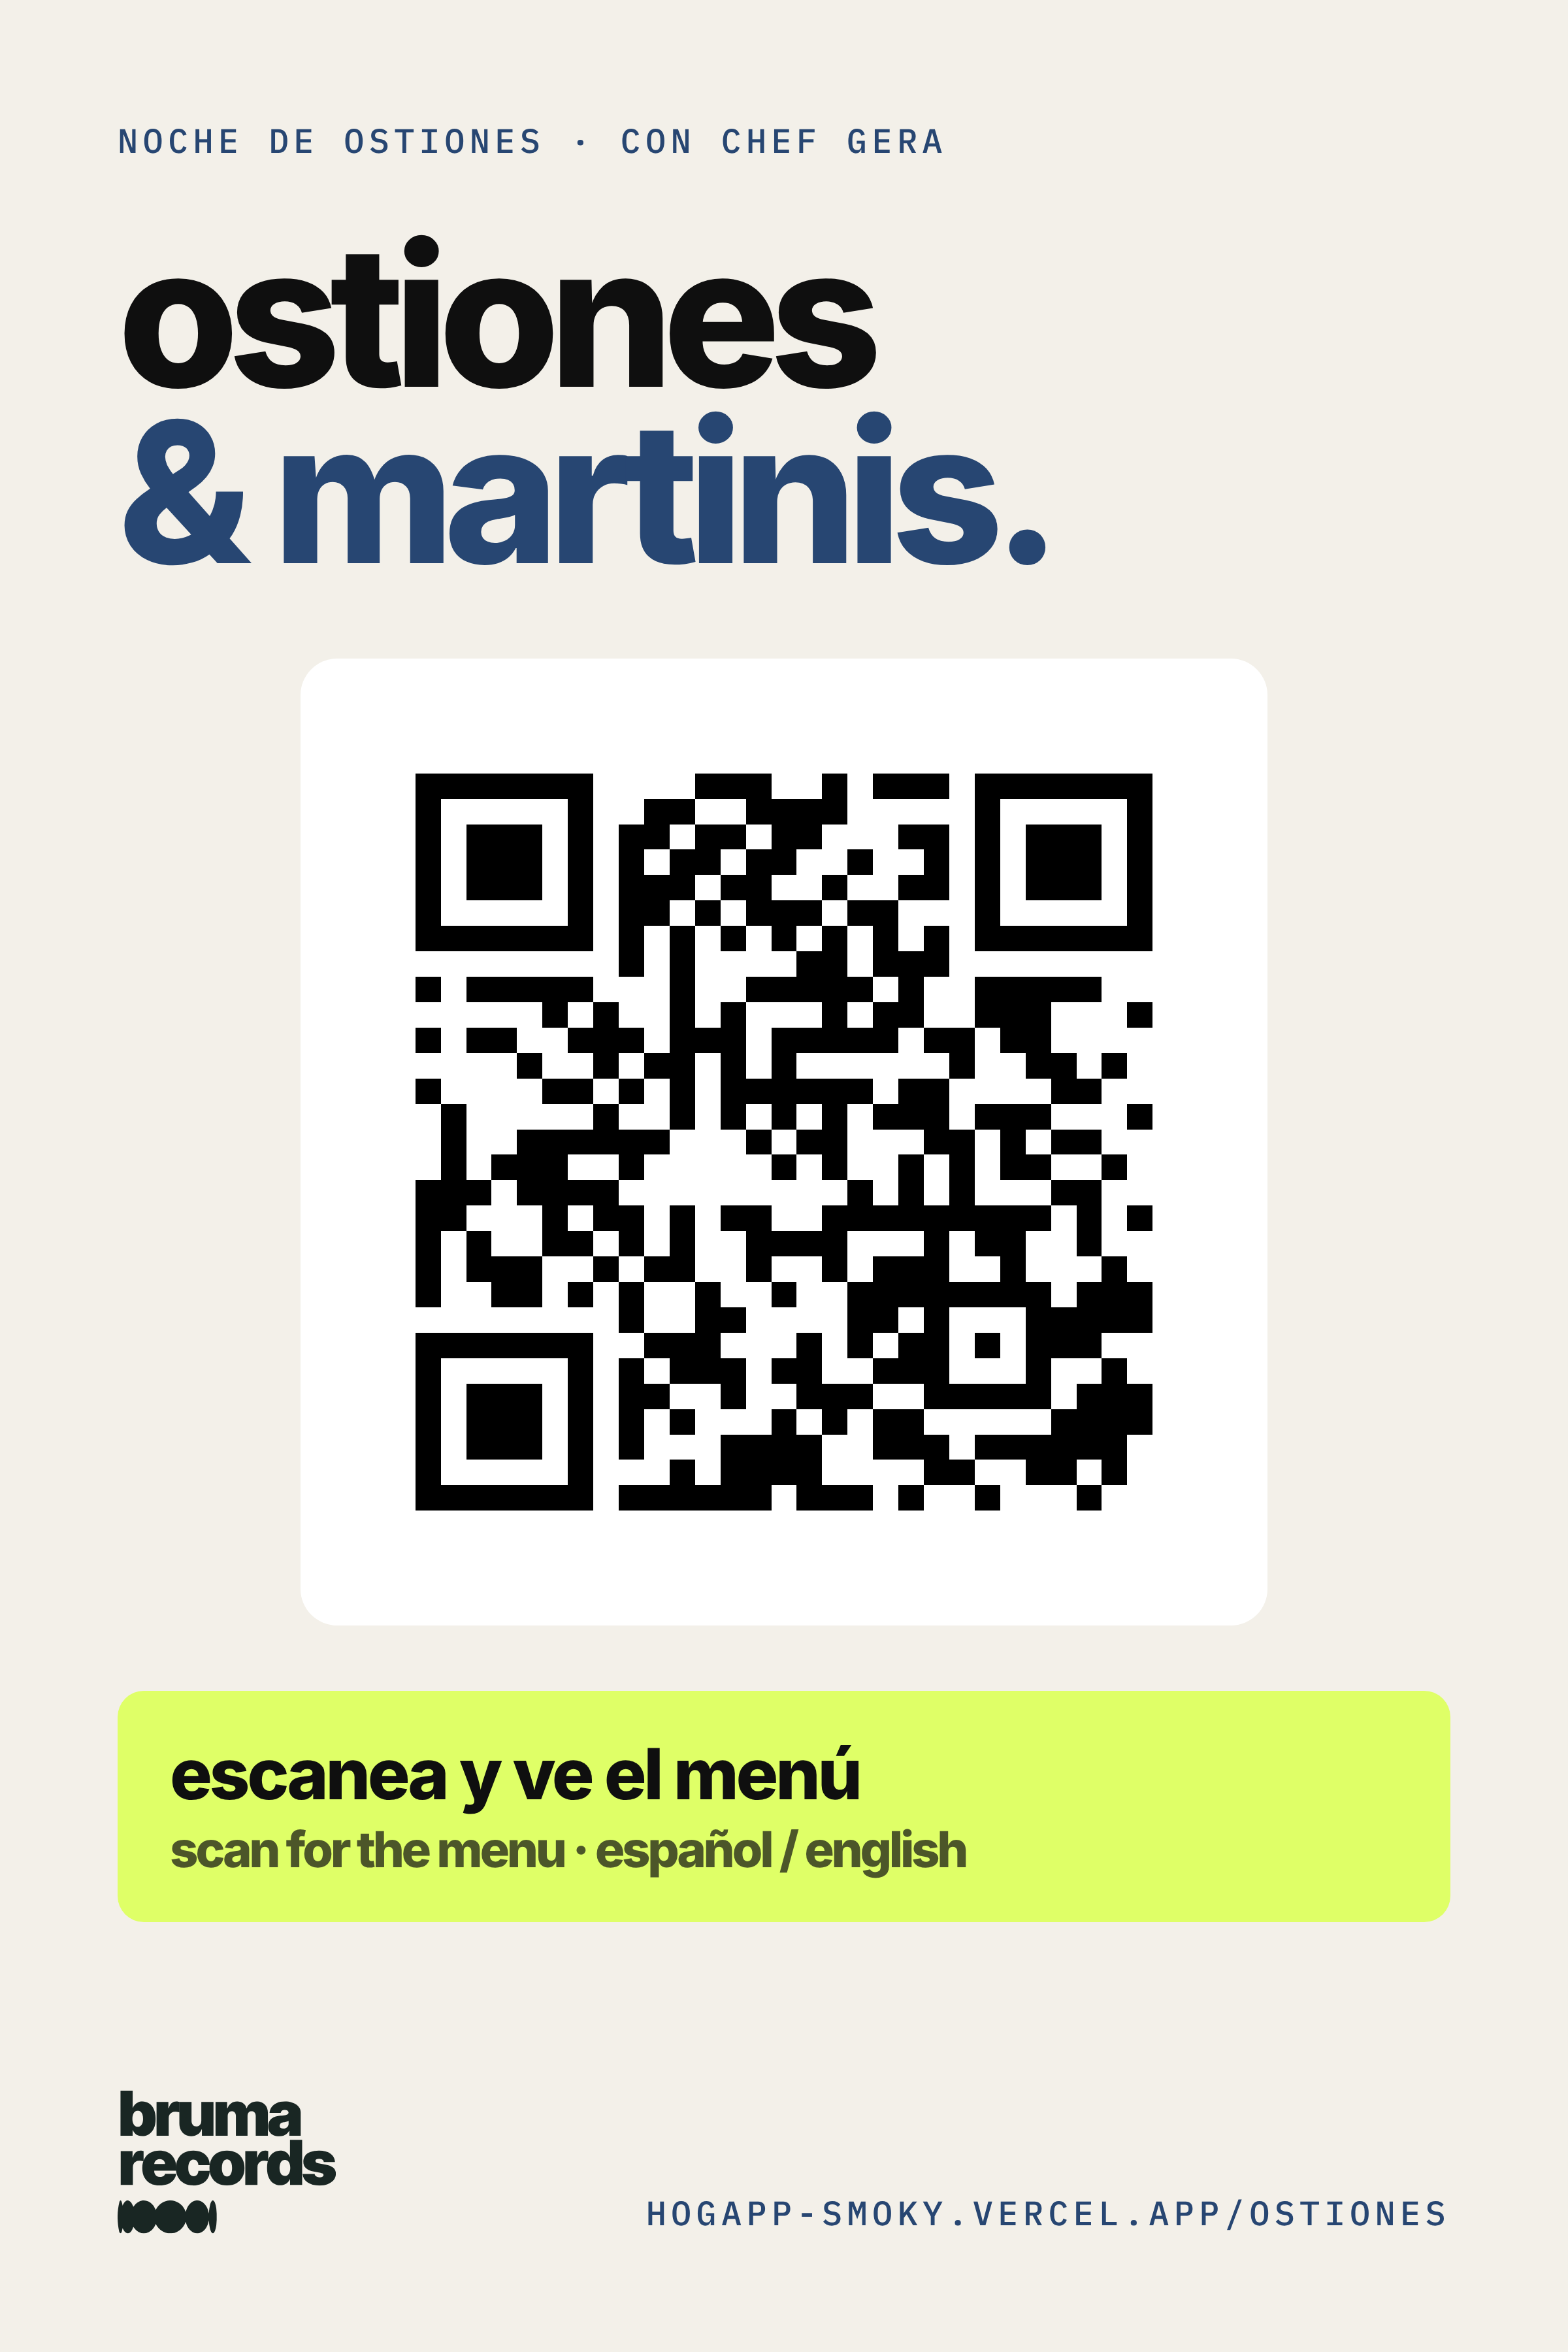 NOCHE DE OSTIONES · CON CHEF GERA
ostiones
& martinis.
escanea y ve el menú
scan for the menu · español / english
bruma
records
HOGAPP-SMOKY.VERCEL.APP/OSTIONES